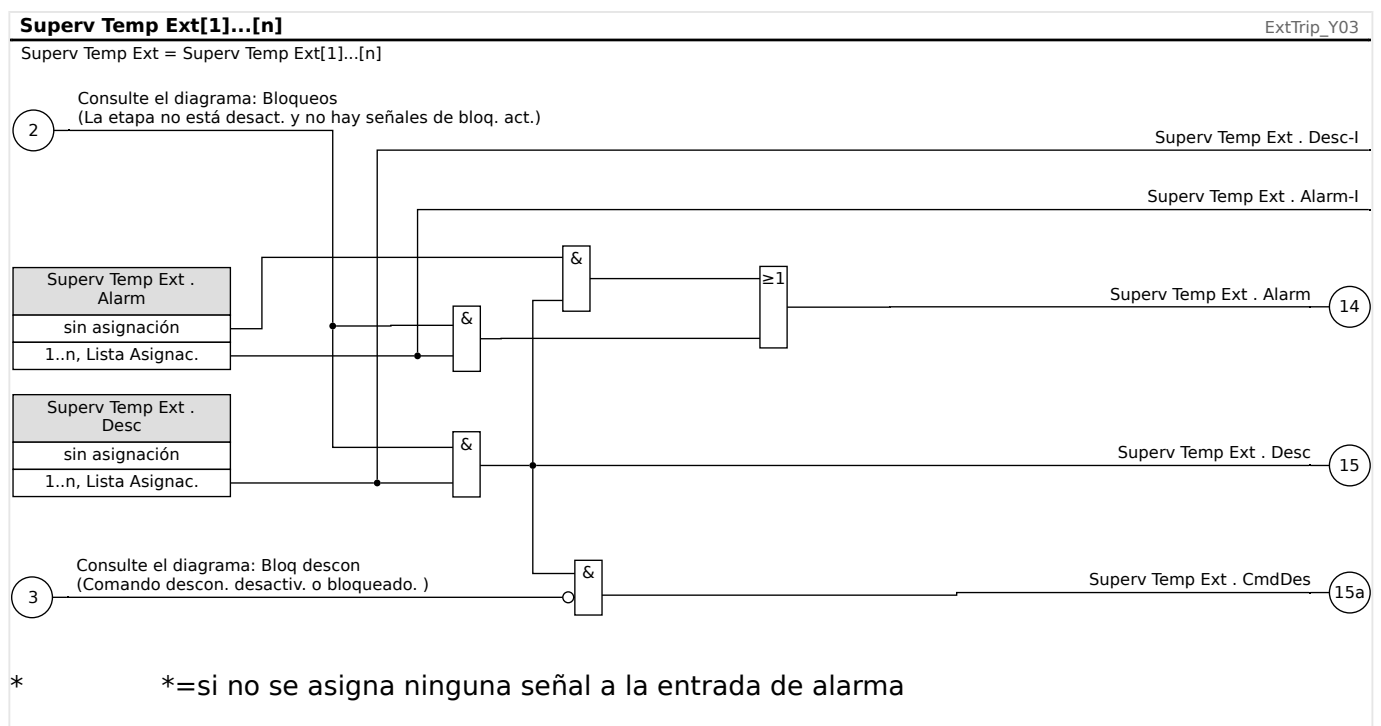 Superv Temp Ext[1]...[n]
ExtTrip_Y03
Superv Temp Ext = Superv Temp Ext[1]...[n]
Consulte el diagrama: Bloqueos
(La etapa no está desact. y no hay señales de bloq. act.)
2
Superv Temp Ext . Desc-I
Superv Temp Ext . Alarm-I
&
Superv Temp Ext .
Alarm
≥1
sin asignación
1..n, Lista Asignac.
&
Superv Temp Ext . Alarm
14
Superv Temp Ext .
Desc
sin asignación
1..n, Lista Asignac.
&
Superv Temp Ext . Desc
15
Consulte el diagrama: Bloq descon
(Comando descon. desactiv. o bloqueado. )
3
&
Superv Temp Ext . CmdDes
15a
* *=si no se asigna ninguna señal a la entrada de alarma